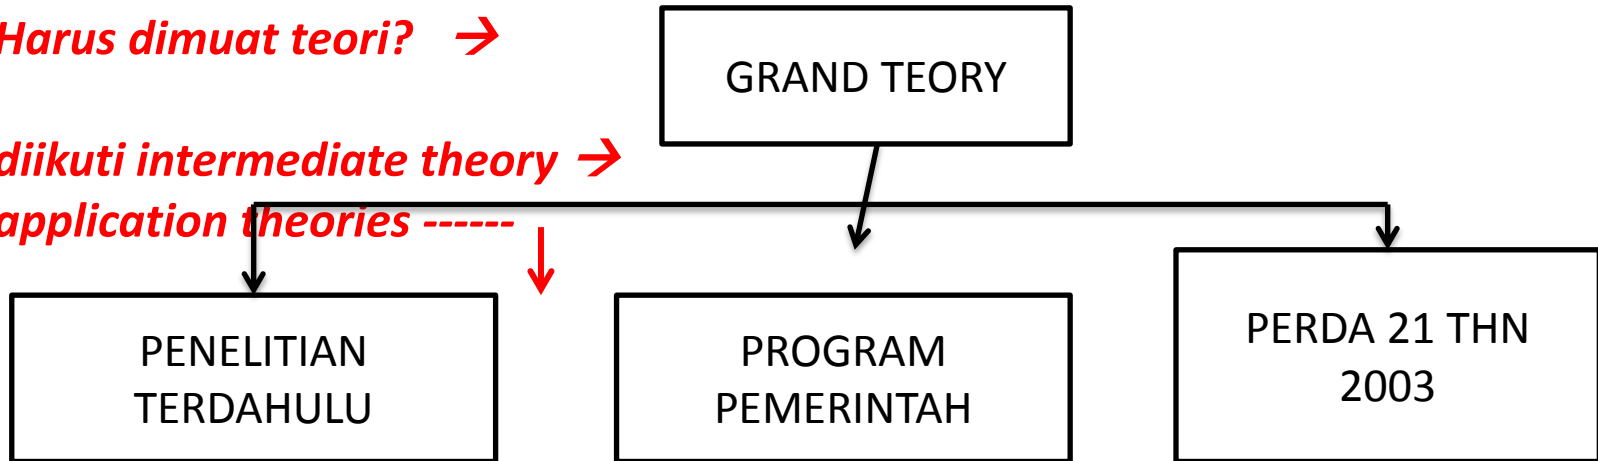 Harus dimuat teori? →
GRAND TEORY
diikuti intermediate theory →
application theories ------
PENELITIAN
TERDAHULU
PROGRAM
PEMERINTAH
PERDA 21 THN
2003